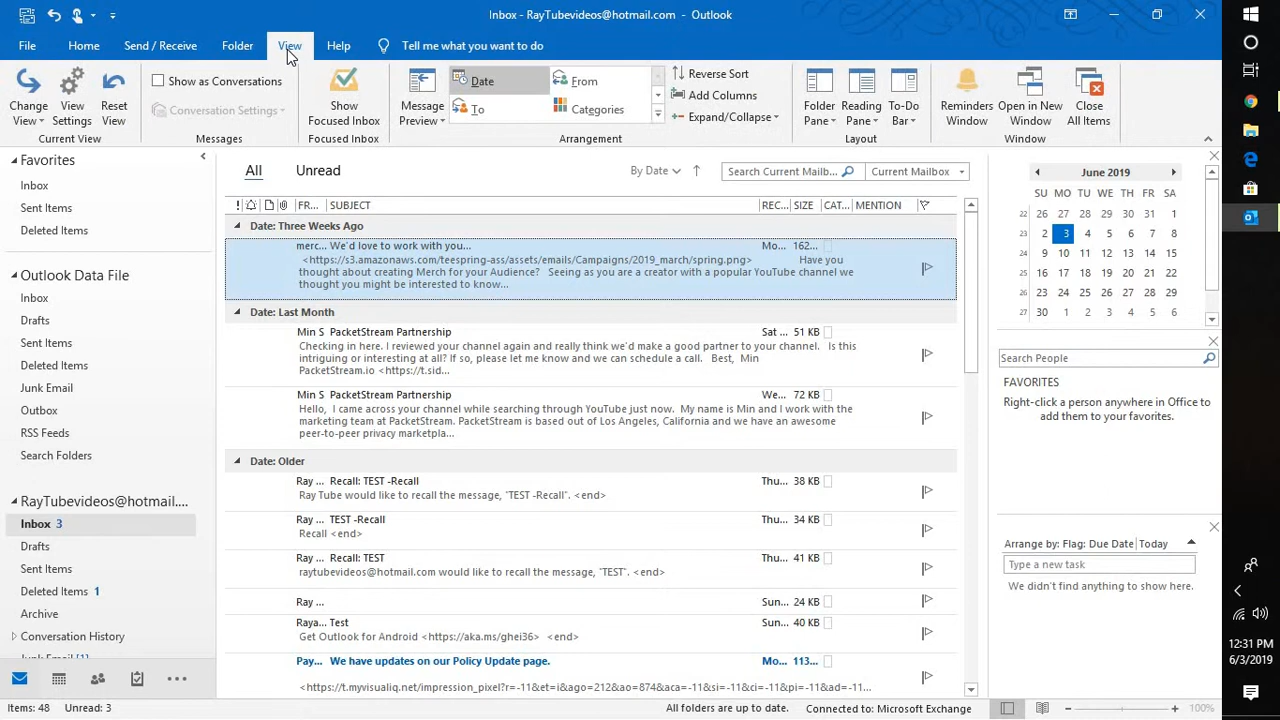 Inbox - RayTubevideos@hotmail.com - Outlook
File Home Send / Receive Folder View Help Tell me what you want to do
Change View
View Settings
Reset View
Current View
Show as Conversations
Conversation Settings
Messages
Show Focused Inbox
Focused Inbox
Message Preview
Date
From
To
Categories
Reverse Sort
Add Columns
Expand/Collapse
Arrangement
Folder Pane
Reading Pane
To-Do Bar
Layout
Reminders Window
Open in New Window
Close All Items
Window
Favorites
Inbox
Sent Items
Deleted Items
Outlook Data File
Inbox
Drafts
Sent Items
Deleted Items
Junk Email
Outbox
RSS Feeds
Search Folders
RayTubevideos@hotmail....
Inbox 3
Drafts
Sent Items
Deleted Items 1
Archive
Conversation History
Junk Email [1]
All Unread By Date Search Current Mailb... Current Mailbox
! FR... SUBJECT REC... SIZE CAT... MENTION
Date: Three Weeks Ago
merc... We'd love to work with you... Mo... 162...
<https://s3.amazonaws.com/teespring-ass/assets/emails/Campaigns/2019_march/spring.png> Have you
thought about creating Merch for your Audience? Seeing as you are a creator with a popular YouTube channel we
thought you might be interested to know...
Date: Last Month
Min S PacketStream Partnership Sat ... 51 KB
Checking in here. I reviewed your channel again and really think we'd make a good partner to your channel. Is this
intriguing or interesting at all? If so, please let me know and we can schedule a call. Best, Min
PacketStream.io <https://t.sid...
Min S PacketStream Partnership We... 72 KB
Hello, I came across your channel while searching through YouTube just now. My name is Min and I work with the
marketing team at PacketStream. PacketStream is based out of Los Angeles, California and we have an awesome
peer-to-peer privacy marketpla...
Date: Older
Ray ... Recall: TEST -Recall Thu... 38 KB
Ray Tube would like to recall the message, "TEST -Recall". <end>
Ray ... TEST -Recall Thu... 34 KB
Recall <end>
Ray ... Recall: TEST Thu... 41 KB
raytubevideos@hotmail.com would like to recall the message, "TEST". <end>
Ray ... Sun... 24 KB
Raya... Test Sun... 40 KB
Get Outlook for Android <https://aka.ms/ghei36> <end>
Pay... We have updates on our Policy Update page. Mo... 113...
<https://t.myvisualiq.net/impression_pixel?r=-11&et=i&ago=212&ao=874&aca=-11&si=-11&ci=-11&pi=-11&ad=-11...
June 2019
SU MO TU WE TH FR SA
22 26 27 28 29 30 31 1
23 2 3 4 5 6 7 8
24 9 10 11 12 13 14 15
25 16 17 18 19 20 21 22
26 23 24 25 26 27 28 29
27 30 1 2 3 4 5 6
Search People
FAVORITES
Right-click a person anywhere in Office to
add them to your favorites.
Arrange by: Flag: Due Date Today
Type a new task
We didn't find anything to show here.
12:31 PM
6/3/2019
Items: 48 Unread: 3 All folders are up to date. Connected to: Microsoft Exchange 100%